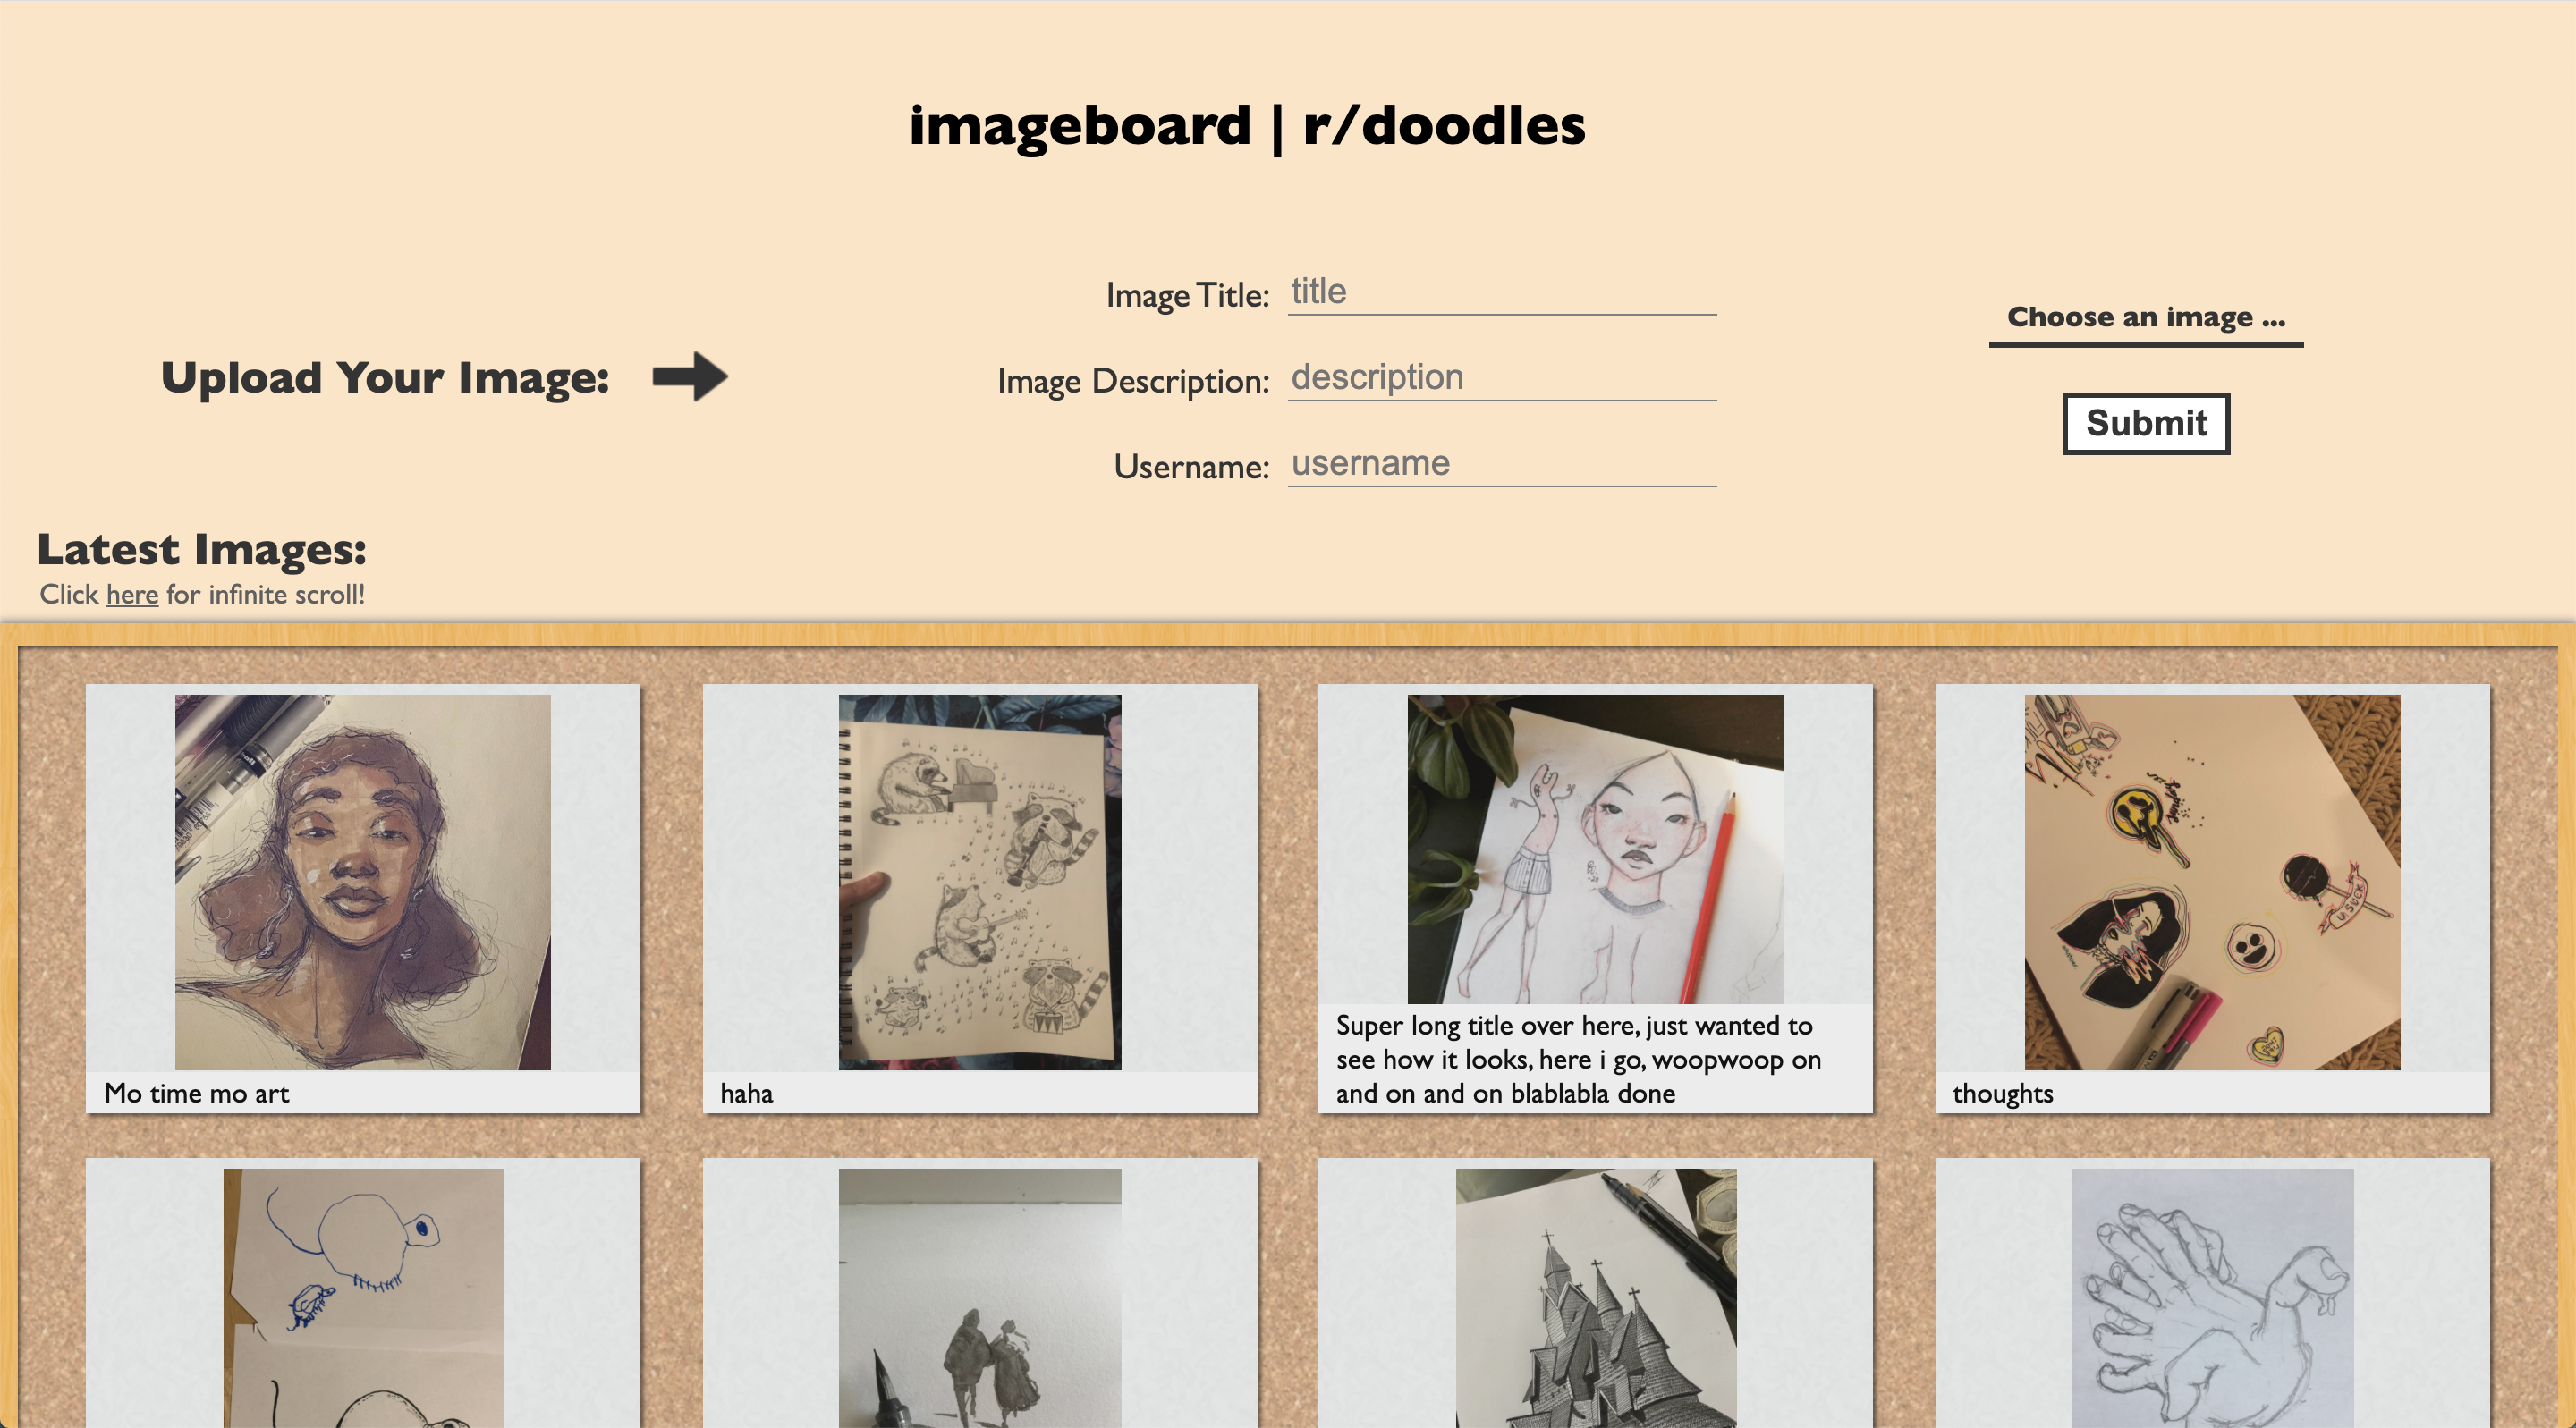 imageboard | r/doodles
Image Title: title
Choose an image ...
Upload Your Image:
Image Description: description
Submit
Username: username
Latest Images:
Click here for infinite scroll!
U SUCK
Mo time mo art
haha
Super long title over here, just wanted to
see how it looks, here i go, woopwoop on
and on and on blablabla done
thoughts